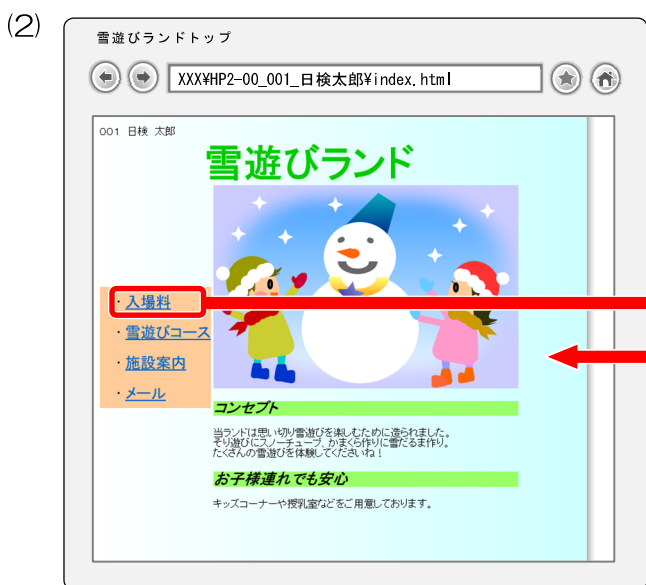 (2)
雪遊びランドトップ
XXX¥HP2-00_001_日検太郎¥index.html
001 日検 太郎
雪遊びランド
・入場料
・雪遊びコース
・施設案内
・メール
コンセプト
当ランドは思い切り雪遊びを楽しむために造られました。
そり遊びにスノーチューブ、かまくら作りに雪だるま作り。
たくさんの雪遊びを体験してくださいね！
お子様連れでも安心
キッズコーナーや授乳室などをご用意しております。